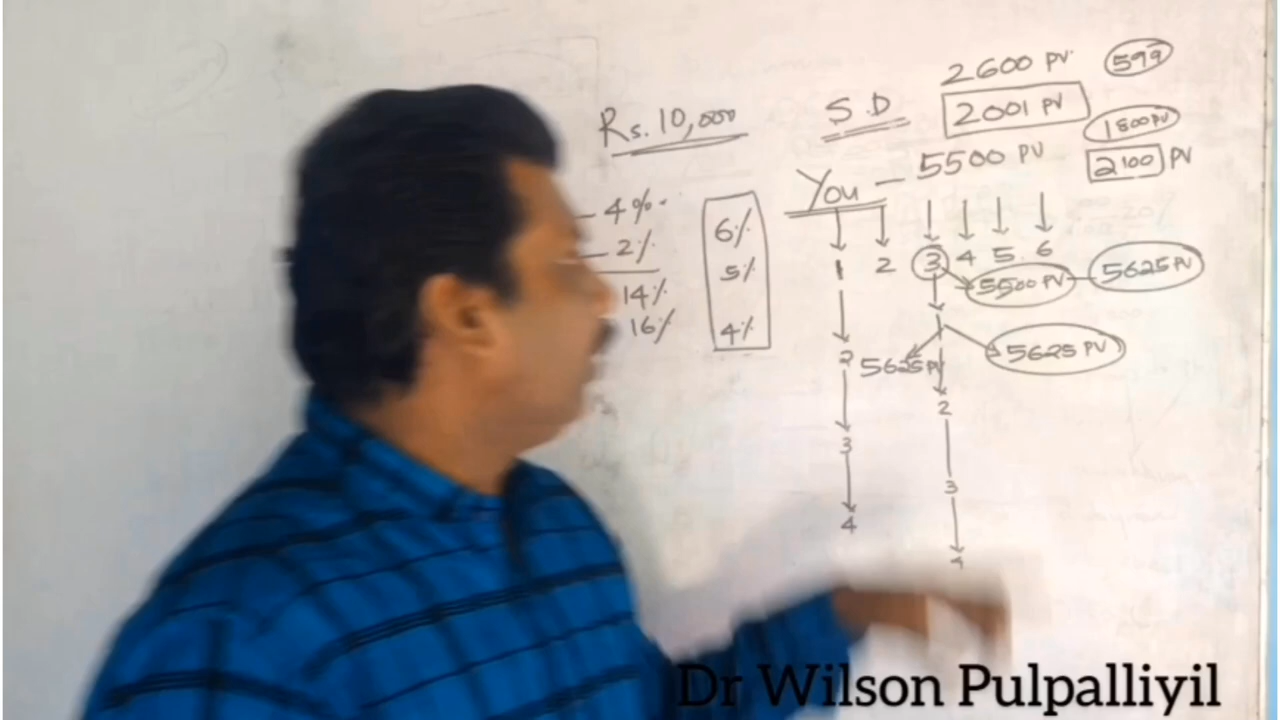 2600 PV 599
Rs. 10,000 S.D 2001 PV
1800 PV
You - 5500 PV 2100 PV
- 4%
- 2%
14%
16%
6%
5%
4%
1 2 3 4 5 6
5500 PV - 5625 PV
5625 PV 5625 PV
2
3
4
2
3
Dr Wilson Pulpalliyil